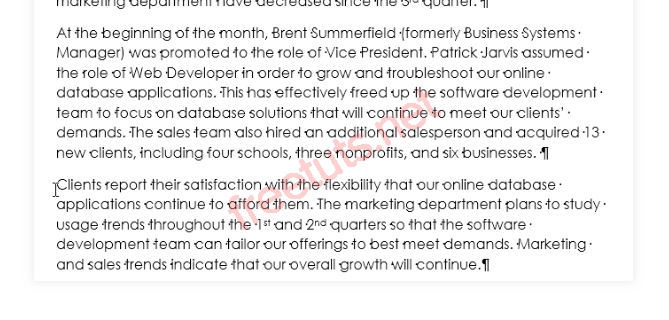 marketing department have decreased since the 3rd quarter. ¶
At the beginning of the month, Brent Summerfield (formerly Business Systems
Manager) was promoted to the role of Vice President. Patrick Jarvis assumed
the role of Web Developer in order to grow and troubleshoot our online
database applications. This has effectively freed up the software development
team to focus on database solutions that will continue to meet our clients'
demands. The sales team also hired an additional salesperson and acquired 13
new clients, including four schools, three nonprofits, and six businesses. ¶
Clients report their satisfaction with the flexibility that our online database
applications continue to afford them. The marketing department plans to study
usage trends throughout the 1st and 2nd quarters so that the software
development team can tailor our offerings to best meet demands. Marketing
and sales trends indicate that our overall growth will continue.¶
freetuts.net